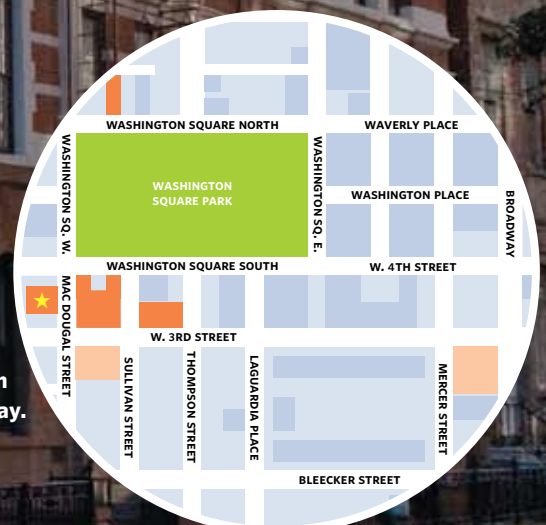 WASHINGTON SQUARE NORTH
WAVERLY PLACE
WASHINGTON SQ. W.
WASHINGTON
SQUARE PARK
WASHINGTON SQ. E.
WASHINGTON PLACE
BROADWAY
WASHINGTON SQUARE SOUTH
W. 4TH STREET
MAC DOUGAL STREET
W. 3RD STREET
SULLIVAN STREET
THOMPSON STREET
LAGUARDIA PLACE
MERCER STREET
ay.
BLEECKER STREET